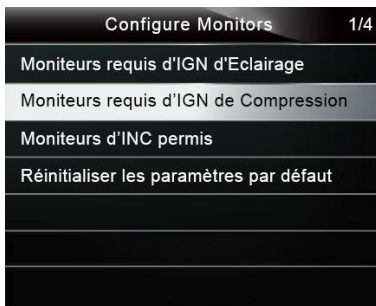 Configure Monitors 1/4
Moniteurs requis d'IGN d'Eclairage
Moniteurs requis d'IGN de Compression
Moniteurs d'INC permis
Réinitialiser les paramètres par défaut